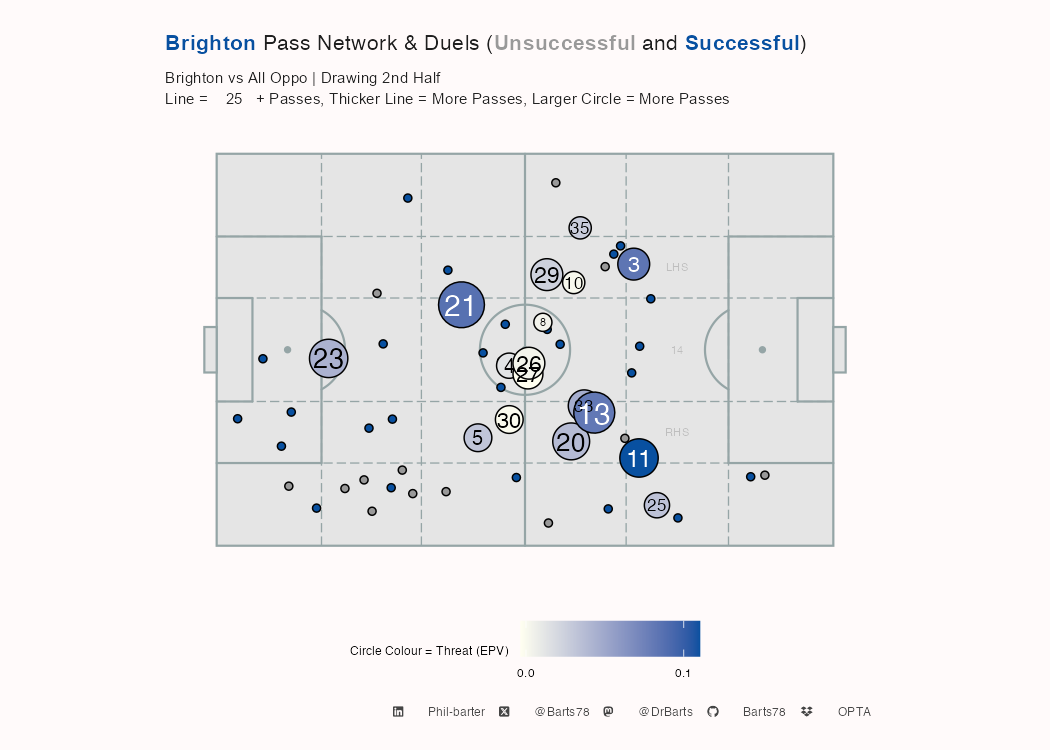 Brighton Pass Network & Duels (Unsuccessful and Successful)
Brighton vs All Oppo | Drawing 2nd Half
Line = 25 + Passes, Thicker Line = More Passes, Larger Circle = More Passes
35
3
LHS
29
10
21
8
14
23
4
26
27
33
13
30
RHS
5
20
11
25
Circle Colour = Threat (EPV)
0.0 0.1
Phil-barter @Barts78 @DrBarts Barts78 OPTA